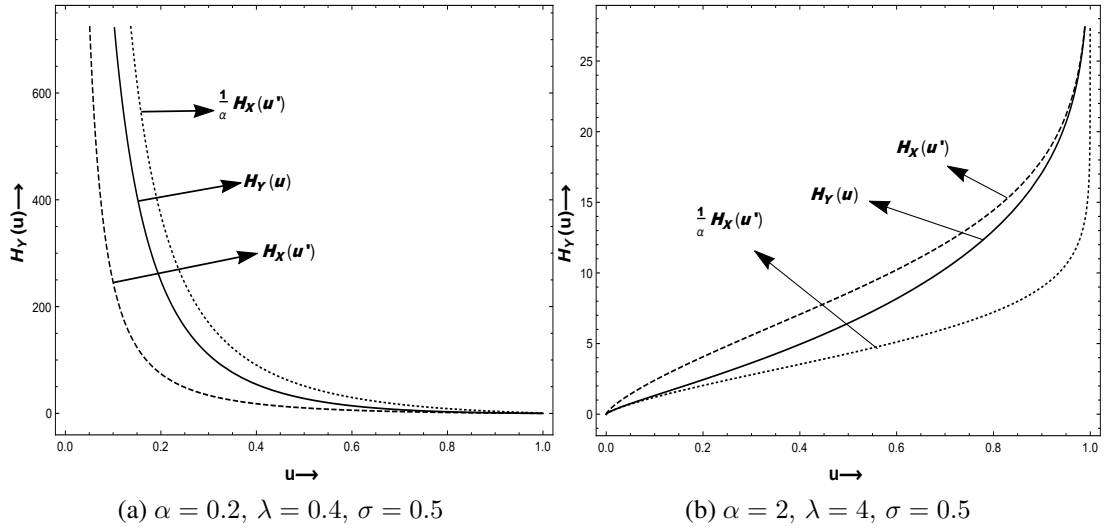 H_Y(u)⟶
600
400
200
0
1/α H_X(u')
H_Y(u)
H_X(u')
0.0 0.2 0.4 0.6 0.8 1.0
u⟶
(a) α = 0.2, λ = 0.4, σ = 0.5
H_Y(u)⟶
25
20
15
10
5
0
H_X(u')
H_Y(u)
1/α H_X(u')
0.0 0.2 0.4 0.6 0.8 1.0
u⟶
(b) α = 2, λ = 4, σ = 0.5